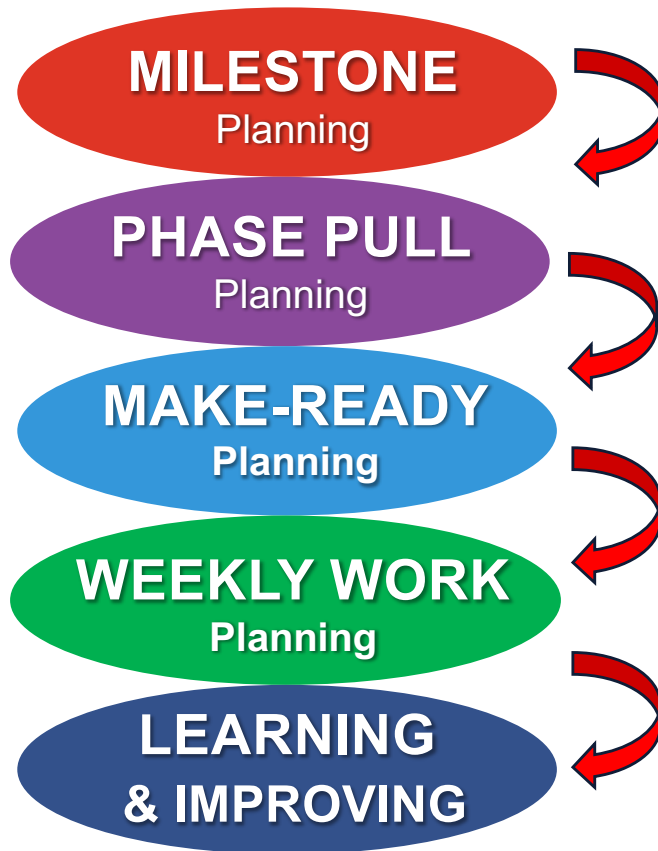 MILESTONE
Planning
PHASE PULL
Planning
MAKE-READY
Planning
WEEKLY WORK
Planning
LEARNING
& IMPROVING